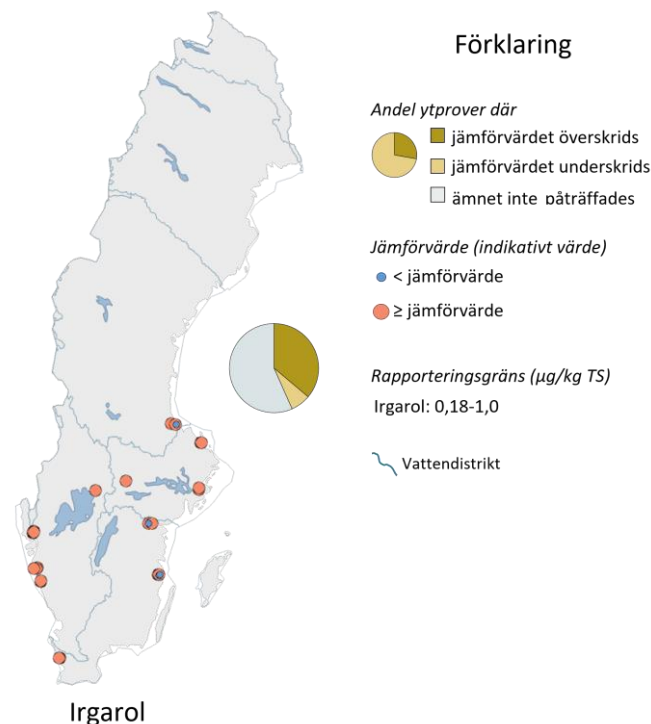 Förklaring
Andel ytprover där
jämförvärdet överskrids
jämförvärdet underskrids
ämnet inte påträffades
Jämförvärde (indikativt värde)
< jämförvärde
≥ jämförvärde
Rapporteringsgräns (µg/kg TS)
Irgarol: 0,18-1,0
Vattendistrikt
Irgarol